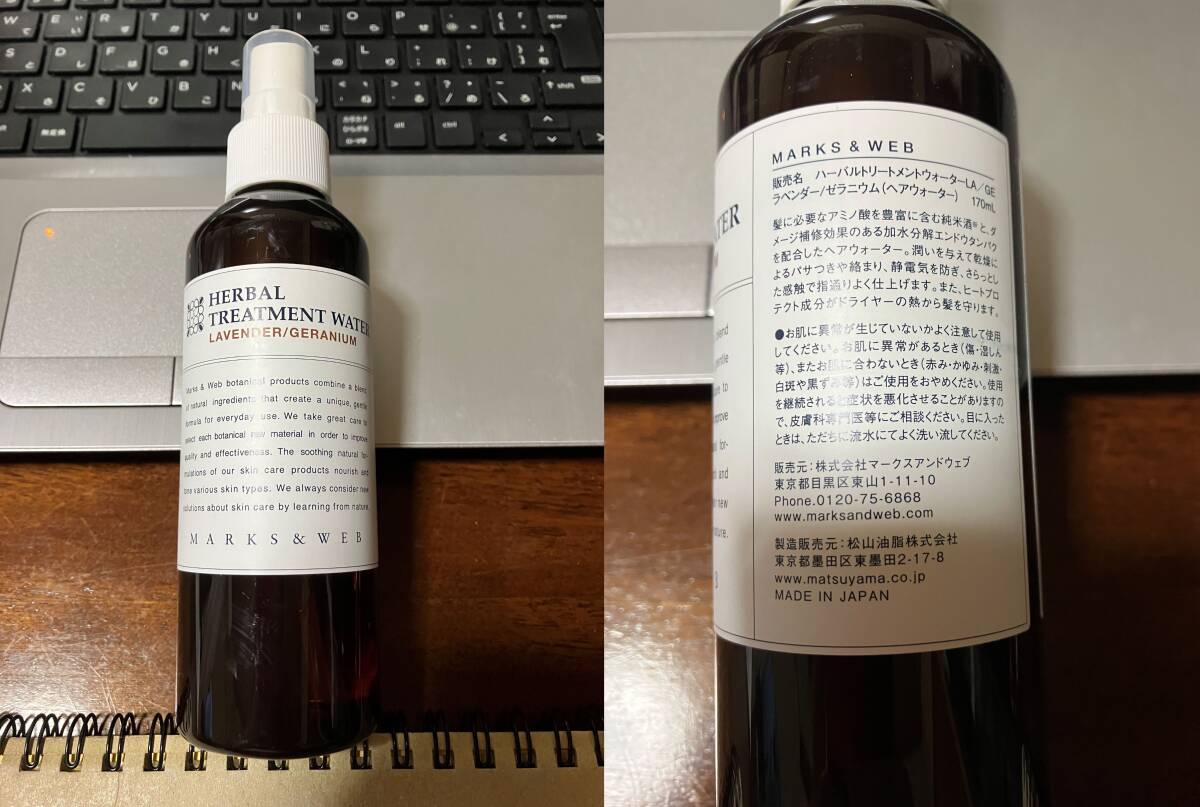 HERBAL
TREATMENT WATER
LAVENDER/GERANIUM
Marks & Web botanical products combine a blend
of natural ingredients that create a unique, gentle
formula for everyday use. We take great care to
select each botanical raw material in order to improve
quality and effectiveness. The soothing natural for-
mulations of our skin care products nourish and
tone various skin types. We always consider new
solutions about skin care by learning from nature.
MARKS & WEB
MARKS & WEB
販売名 ハーバルトリートメントウォーターLA/GE
ラベンダー/ゼラニウム(ヘアウォーター) 170mL
髪に必要なアミノ酸を豊富に含む純米酒※と、ダ
メージ補修効果のある加水分解エンドウタンパク
を配合したヘアウォーター。潤いを与えて乾燥に
よるパサつきや絡まり、静電気を防ぎ、さらっとし
た感触で指通りよく仕上げます。また、ヒートプロ
テクト成分がドライヤーの熱から髪を守ります。
●お肌に異常が生じていないかよく注意して使用
してください。お肌に異常があるとき(傷・湿しん
等)、またお肌に合わないとき(赤み・かゆみ・刺激・
白斑や黒ずみ等)はご使用をおやめください。使用
を継続されると症状を悪化させることがありますの
で、皮膚科専門医等にご相談ください。目に入った
ときは、ただちに流水にてよく洗い流してください。
販売元:株式会社マークスアンドウェブ
東京都目黒区東山1-11-10
Phone.0120-75-6868
www.marksandweb.com
製造販売元:松山油脂株式会社
東京都墨田区東墨田2-17-8
www.matsuyama.co.jp
MADE IN JAPAN